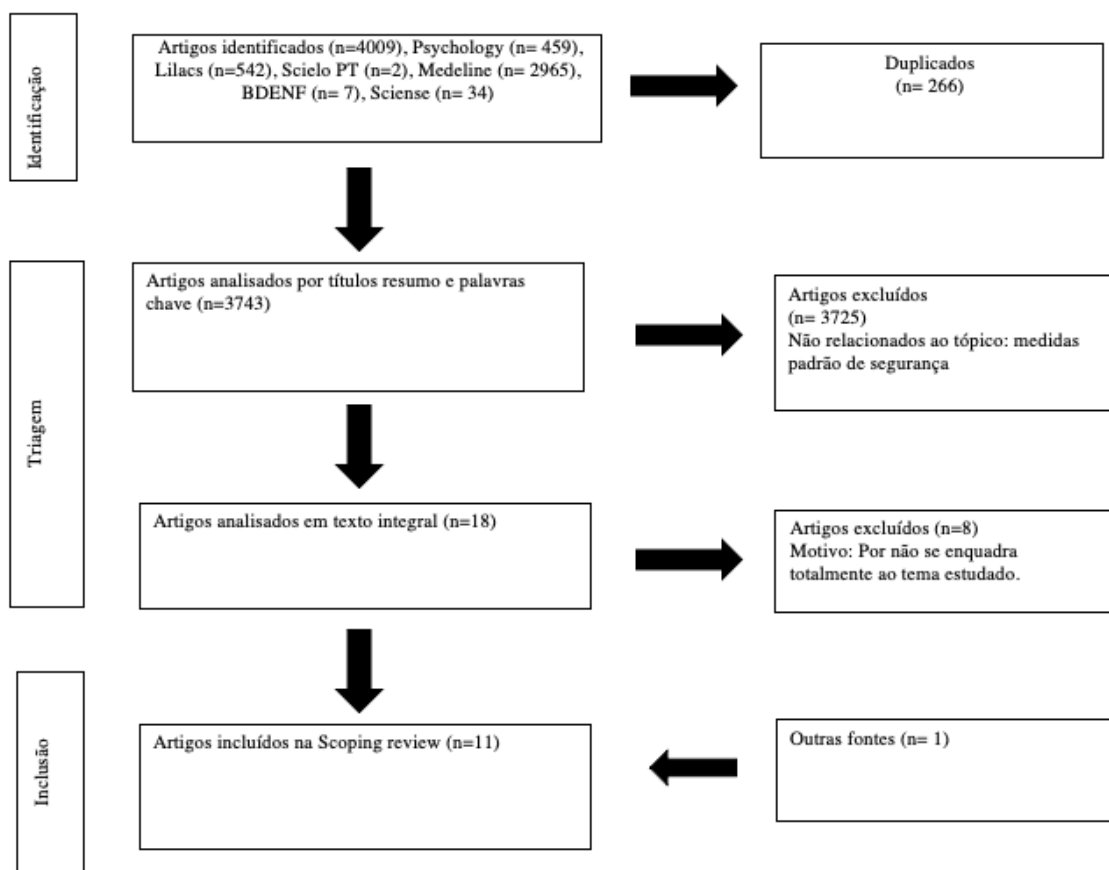 Identificação
Artigos identificados (n=4009), Psychology (n= 459),
Lilacs (n=542), Scielo PT (n=2), Medeline (n= 2965),
BDENF (n= 7), Sciense (n= 34)
Duplicados
(n= 266)
Triagem
Artigos analisados por títulos resumo e palavras
chave (n=3743)
Artigos excluídos
(n= 3725)
Não relacionados ao tópico: medidas
padrão de segurança
Artigos analisados em texto integral (n=18)
Artigos excluídos (n=8)
Motivo: Por não se enquadra
totalmente ao tema estudado.
Inclusão
Artigos incluídos na Scoping review (n=11)
Outras fontes (n= 1)